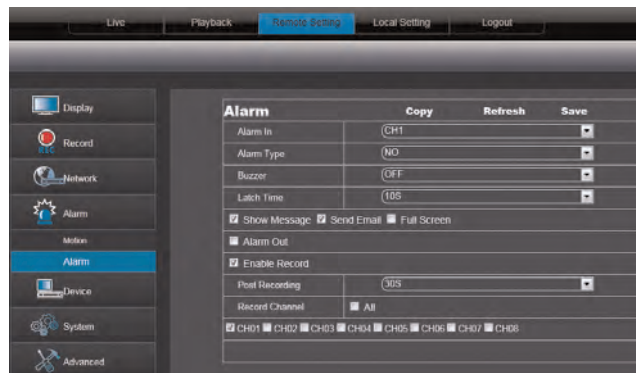 Live Playback Remote Setting Local Setting Logout
Display
Record
REC
Network
Alarm
Motion
Alarm
Device
System
Advanced
Alarm Copy Refresh Save
Alarm In CH1
Alarm Type NO
Buzzer OFF
Latch Time 10S
Show Message Send Email Full Screen
Alarm Out
Enable Record
Post Recording 30S
Record Channel All
CH01 CH02 CH03 CH04 CH05 CH06 CH07 CH08